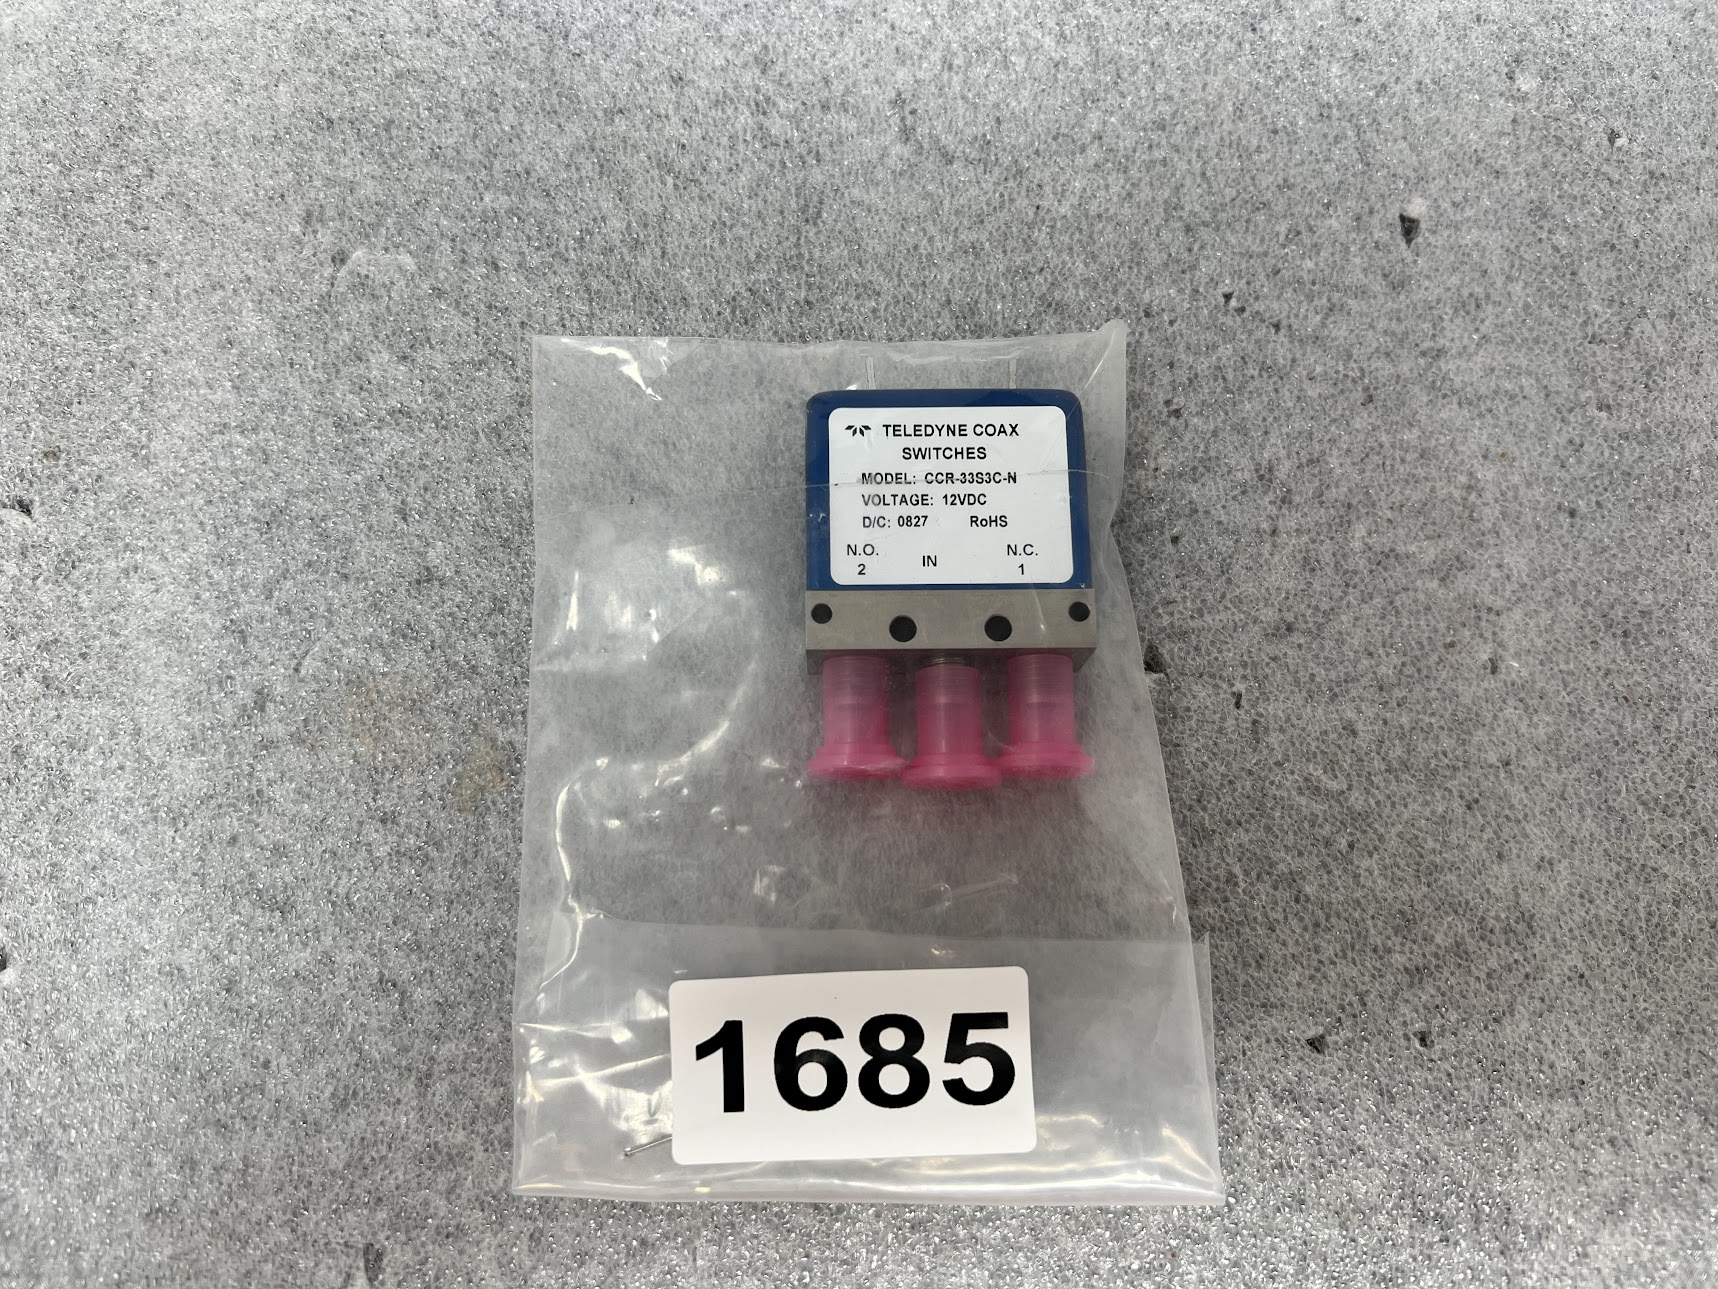 TELEDYNE COAX
SWITCHES
MODEL: CCR-33S3C-N
VOLTAGE: 12VDC
D/C: 0827 RoHS
N.O. IN N.C.
2 1
1685